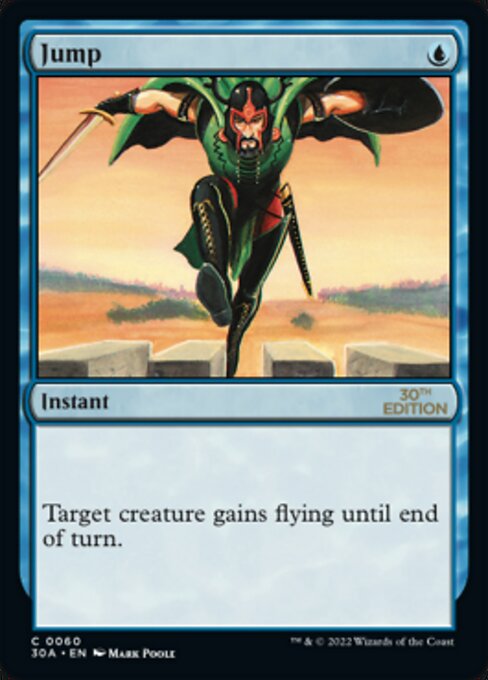 Jump
Instant
30TH
EDITION
Target creature gains flying until end
of turn.
C 0060
30A • EN Mark Poole
™ & © 2022 Wizards of the Coast